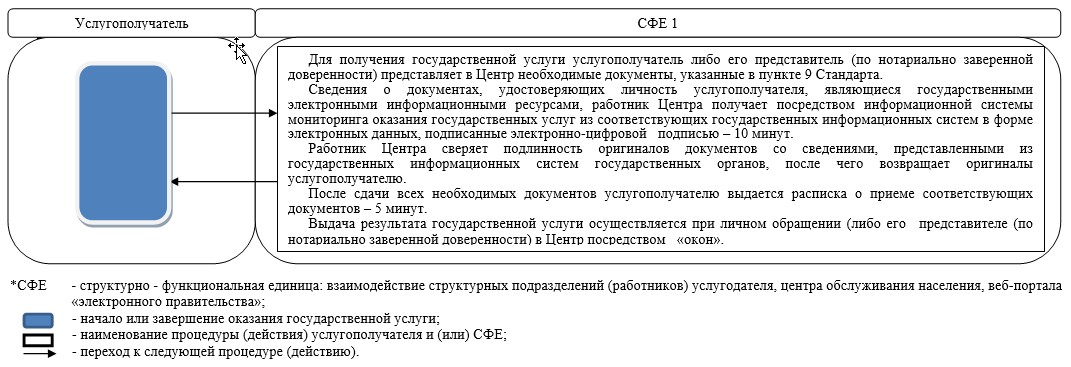 Услугополучатель
СФЕ 1
Для получения государственной услуги услугополучатель либо его представитель (по нотариально заверенной
доверенности) представляет в Центр необходимые документы, указанные в пункте 9 Стандарта.
Сведения о документах, удостоверяющих личность услугополучателя, являющиеся государственными
электронными информационными ресурсами, работник Центра получает посредством информационной системы
мониторинга оказания государственных услуг из соответствующих государственных информационных систем в форме
электронных данных, подписанные электронно-цифровой подписью – 10 минут.
Работник Центра сверяет подлинность оригиналов документов со сведениями, представленными из
государственных информационных систем государственных органов, после чего возвращает оригиналы
услугополучателю.
После сдачи всех необходимых документов услугополучателю выдается расписка о приеме соответствующих
документов – 5 минут.
Выдача результата государственной услуги осуществляется при личном обращении (либо его представителе (по
нотариально заверенной доверенности) в Центр посредством «окон».
*СФЕ - структурно - функциональная единица: взаимодействие структурных подразделений (работников) услугодателя, центра обслуживания населения, веб-портала
«электронного правительства»;
- начало или завершение оказания государственной услуги;
- наименование процедуры (действия) услугополучателя и (или) СФЕ;
- переход к следующей процедуре (действию).